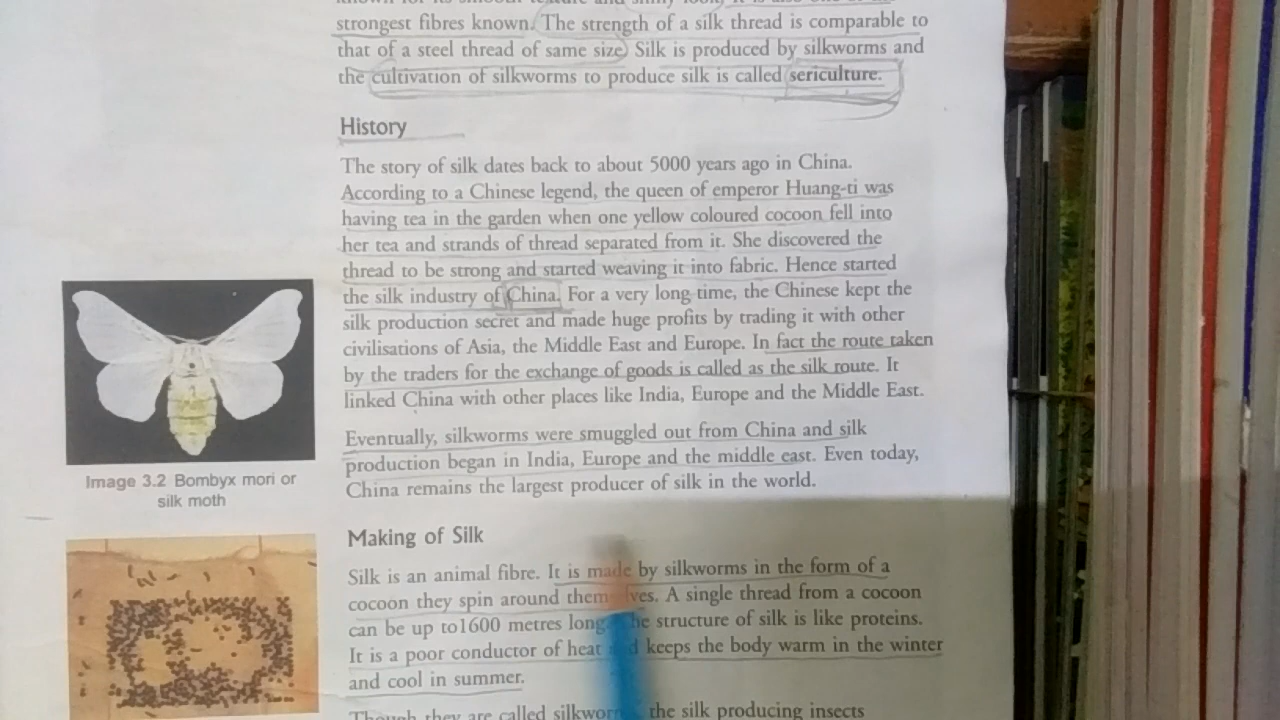 strongest fibres known. The strength of a silk thread is comparable to
that of a steel thread of same size. Silk is produced by silkworms and
the cultivation of silkworms to produce silk is called sericulture.
History
The story of silk dates back to about 5000 years ago in China.
According to a Chinese legend, the queen of emperor Huang-ti was
having tea in the garden when one yellow coloured cocoon fell into
her tea and strands of thread separated from it. She discovered the
thread to be strong and started weaving it into fabric. Hence started
the silk industry of China. For a very long time, the Chinese kept the
silk production secret and made huge profits by trading it with other
civilisations of Asia, the Middle East and Europe. In fact the route taken
by the traders for the exchange of goods is called as the silk route. It
linked China with other places like India, Europe and the Middle East.
Eventually, silkworms were smuggled out from China and silk
production began in India, Europe and the middle east. Even today,
China remains the largest producer of silk in the world.
Image 3.2 Bombyx mori or
silk moth
Making of Silk
Silk is an animal fibre. It is made by silkworms in the form of a
cocoon they spin around A single thread from a cocoon
can be up to1600 metres long. structure of silk is like proteins.
It is a poor conductor of heat keeps the body warm in the winter
and cool in summer.
Though they are called the silk producing insects